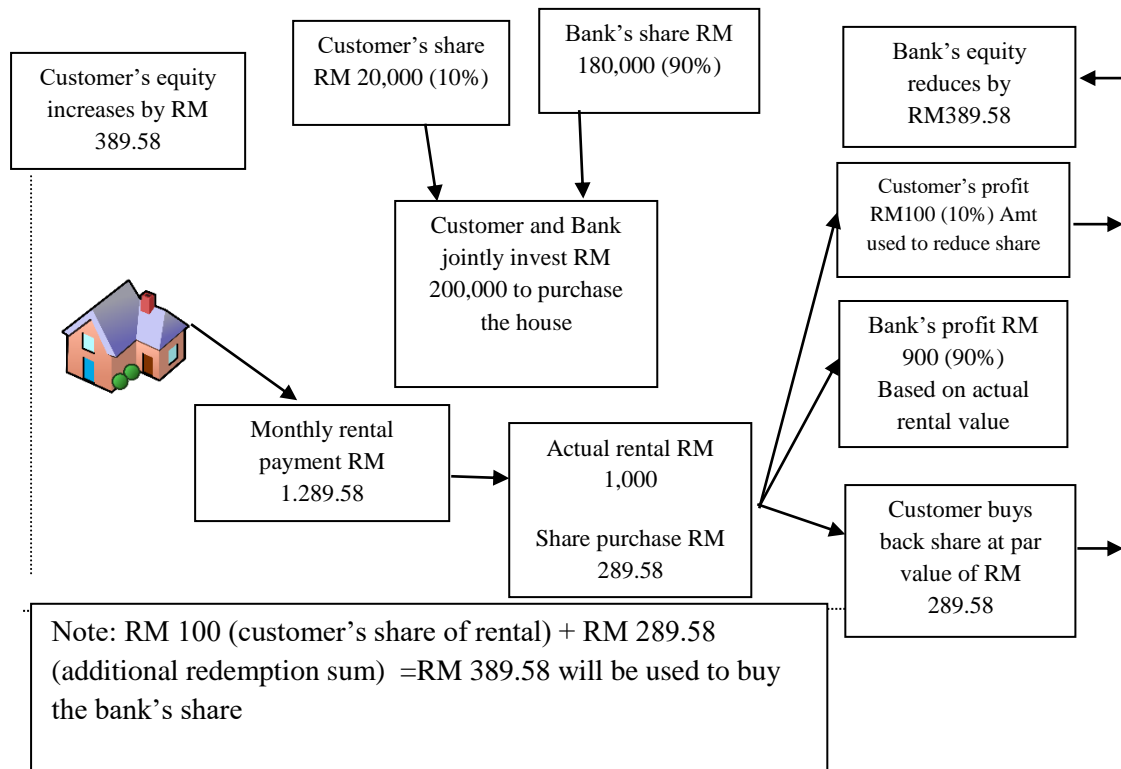 Customer's equity
increases by RM
389.58
Customer's share
RM 20,000 (10%)
Bank's share RM
180,000 (90%)
Bank's equity
reduces by
RM389.58
Customer and Bank
jointly invest RM
200,000 to purchase
the house
Customer's profit
RM100 (10%) Amt
used to reduce share
Bank's profit RM
900 (90%)
Based on actual
rental value
Monthly rental
payment RM
1.289.58
Actual rental RM
1,000
Share purchase RM
289.58
Customer buys
back share at par
value of RM
289.58
Note: RM 100 (customer's share of rental) + RM 289.58
(additional redemption sum) =RM 389.58 will be used to buy
the bank's share